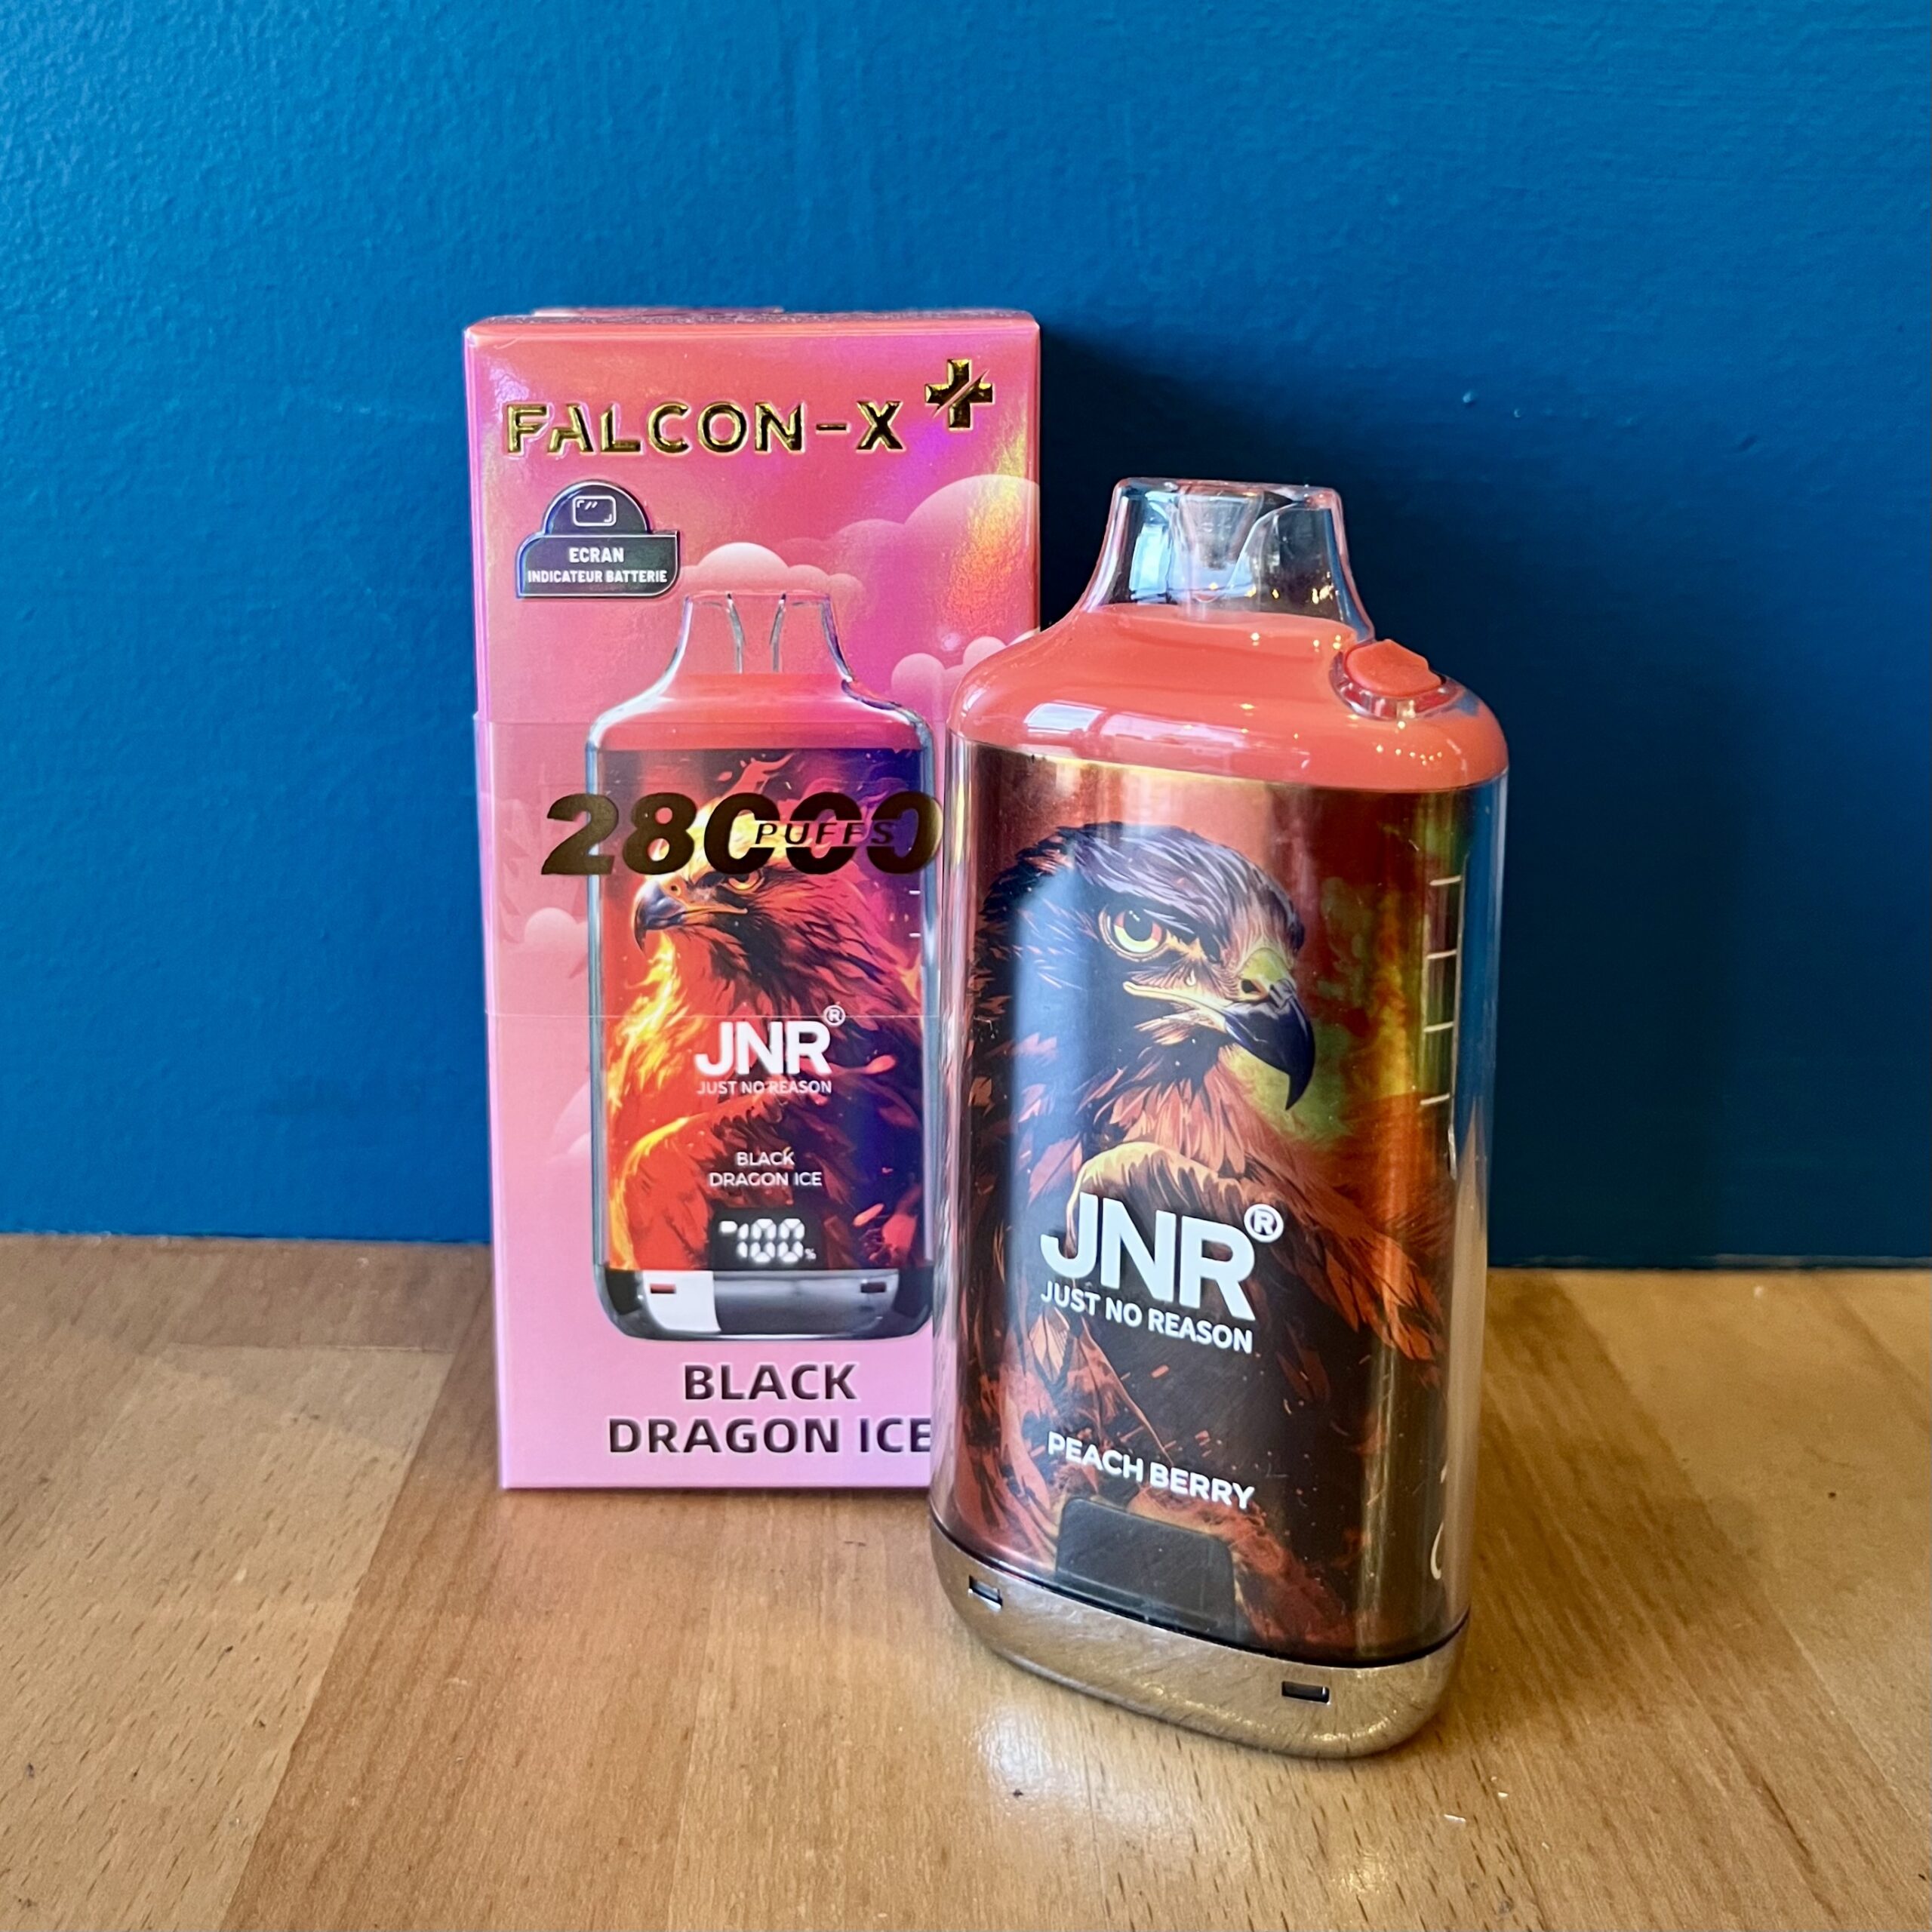 FALCON-X
ECRAN
INDICATEUR BATTERIE
28000
PUFFS
JNR®
JUST NO REASON
BLACK
DRAGON ICE
100%
BLACK
DRAGON ICE
JNR®
JUST NO REASON
PEACH BERRY